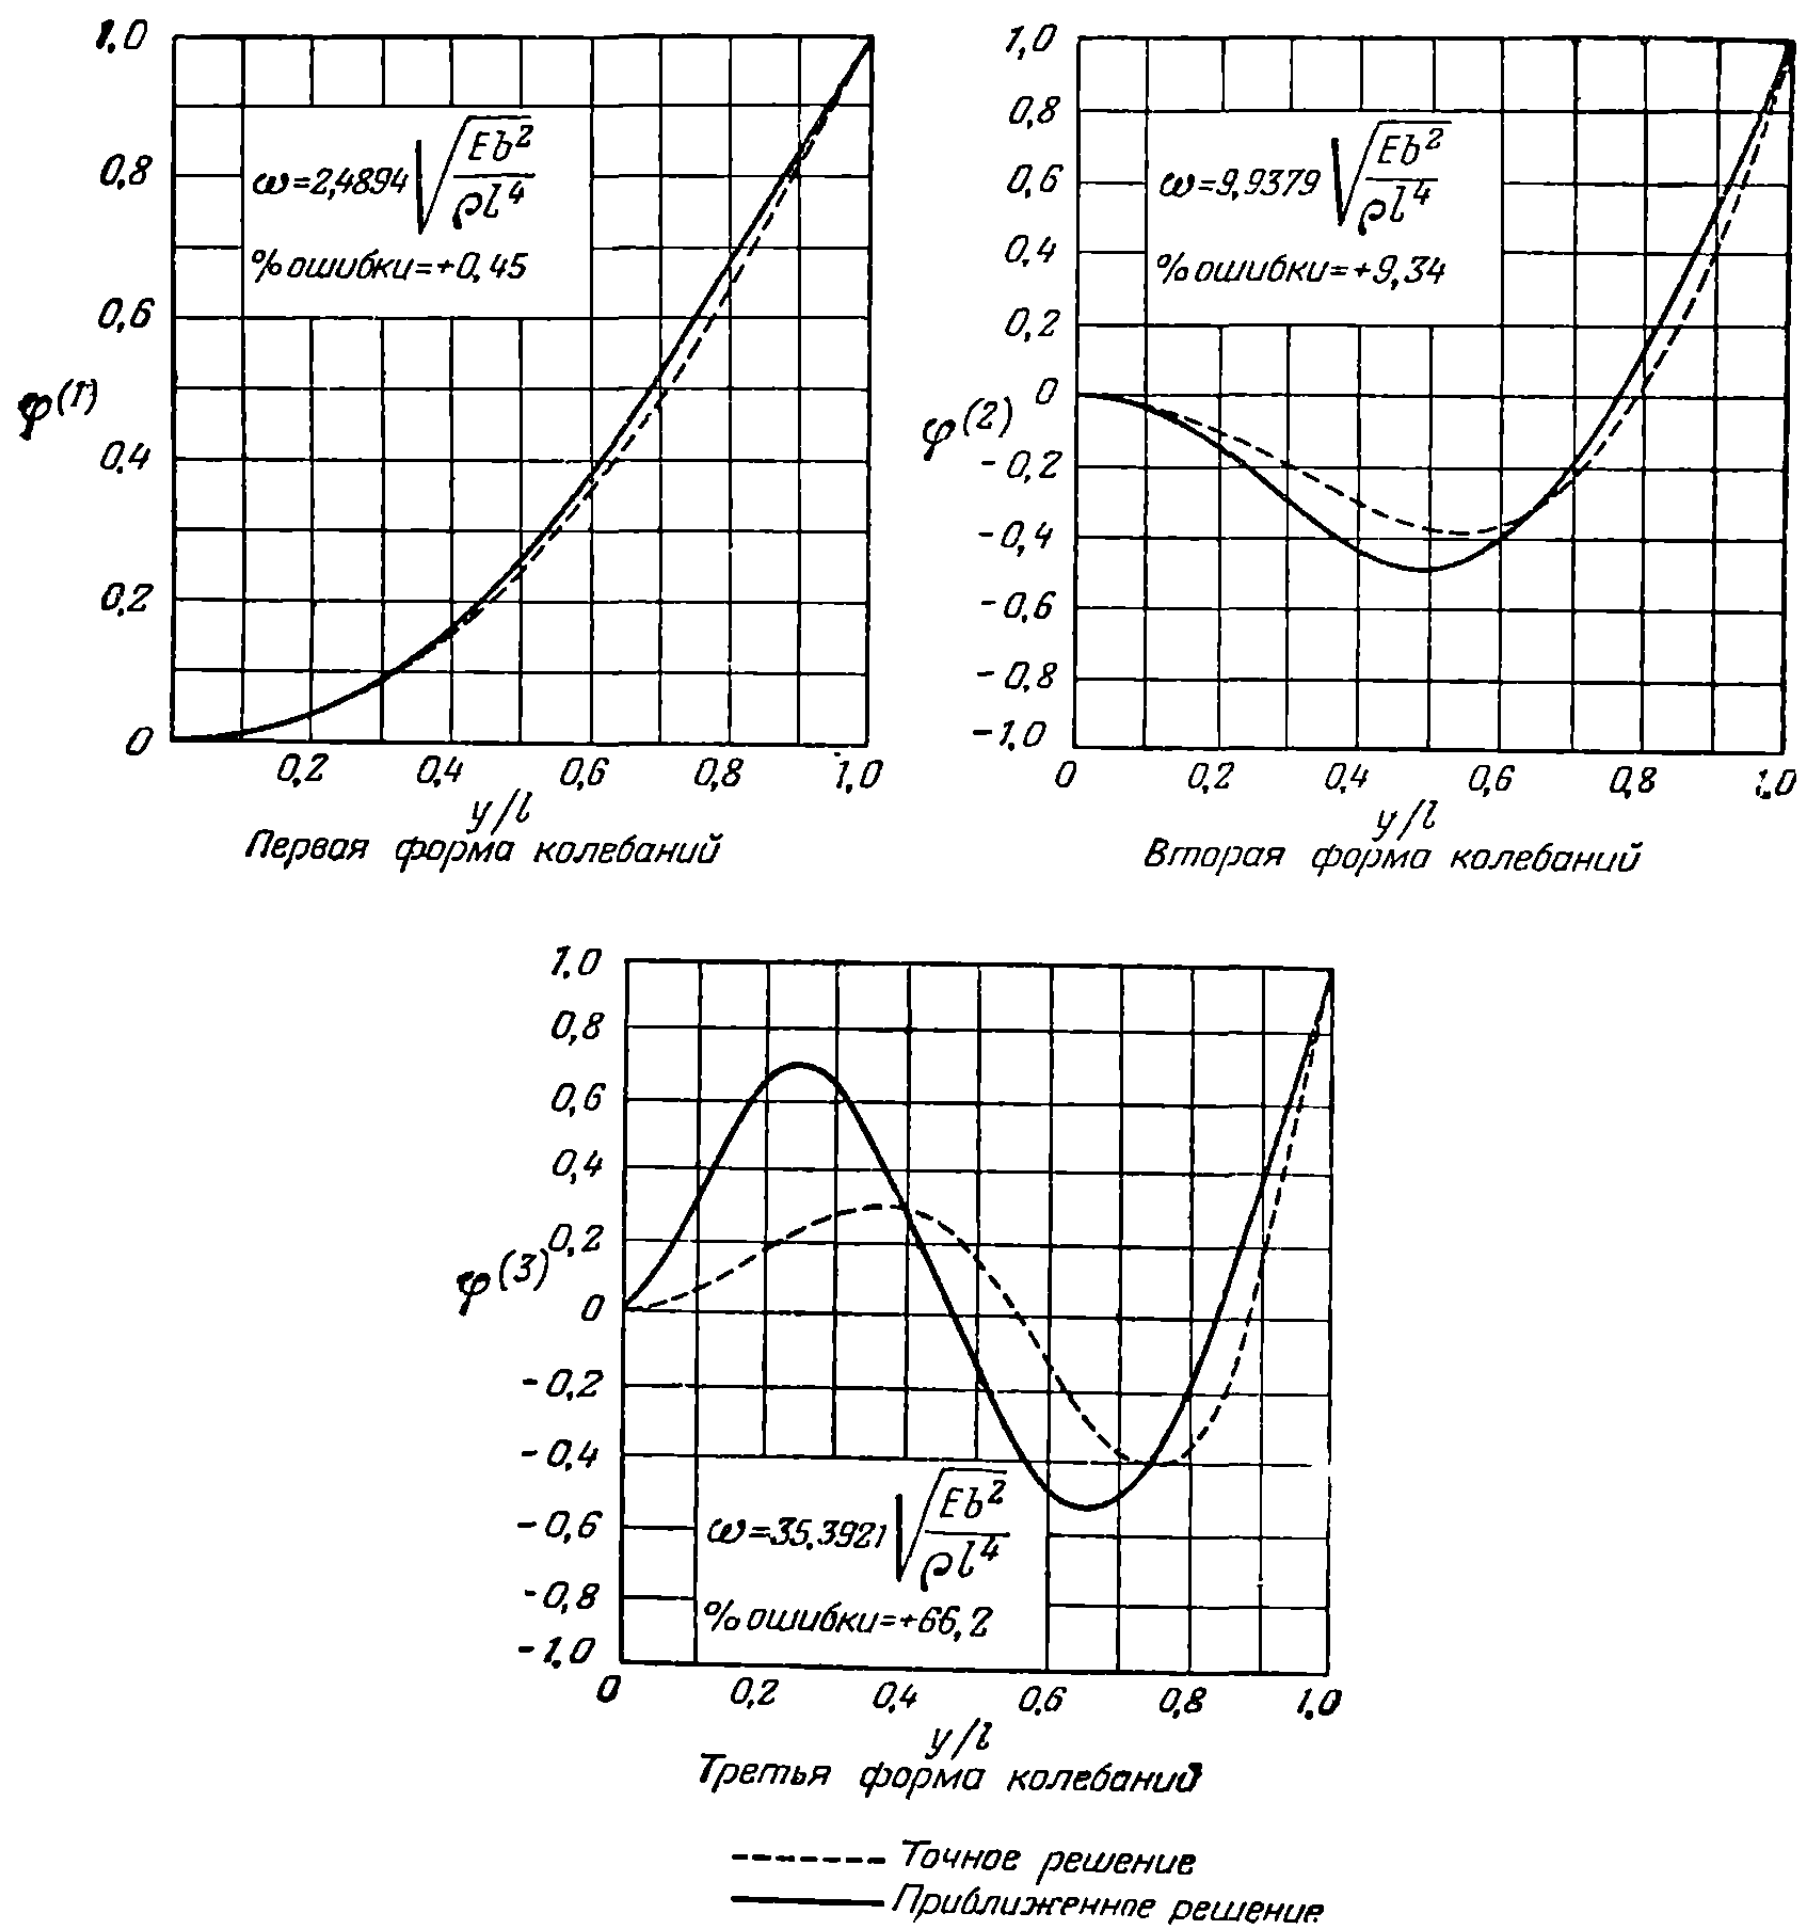 1.0
0,8
0,6
φ(1)
0,4
0,2
0
ω=2,4894√Eb²/ρl⁴
% ошибки=+0,45
0,2 0,4 0,6 0,8 1.0
y/l
Первая форма колебаний
1,0
0,8
0,6
0,4
0,2
0
φ(2)
-0,2
-0,4
-0,6
-0,8
-1.0
ω=9,9379√Eb²/ρl⁴
% ошибки=+9,34
0 0,2 0,4 0,6 0,8 1.0
y/l
Вторая форма колебаний
1.0
0,8
0,6
0,4
0,2
φ(3)
0
-0,2
-0,4
-0,6
-0,8
-1.0
ω=35.3921√Eb²/ρl⁴
% ошибки=+66,2
0 0,2 0,4 0,6 0,8 1.0
y/l
Третья форма колебаний
Точное решение
Приближенное решение